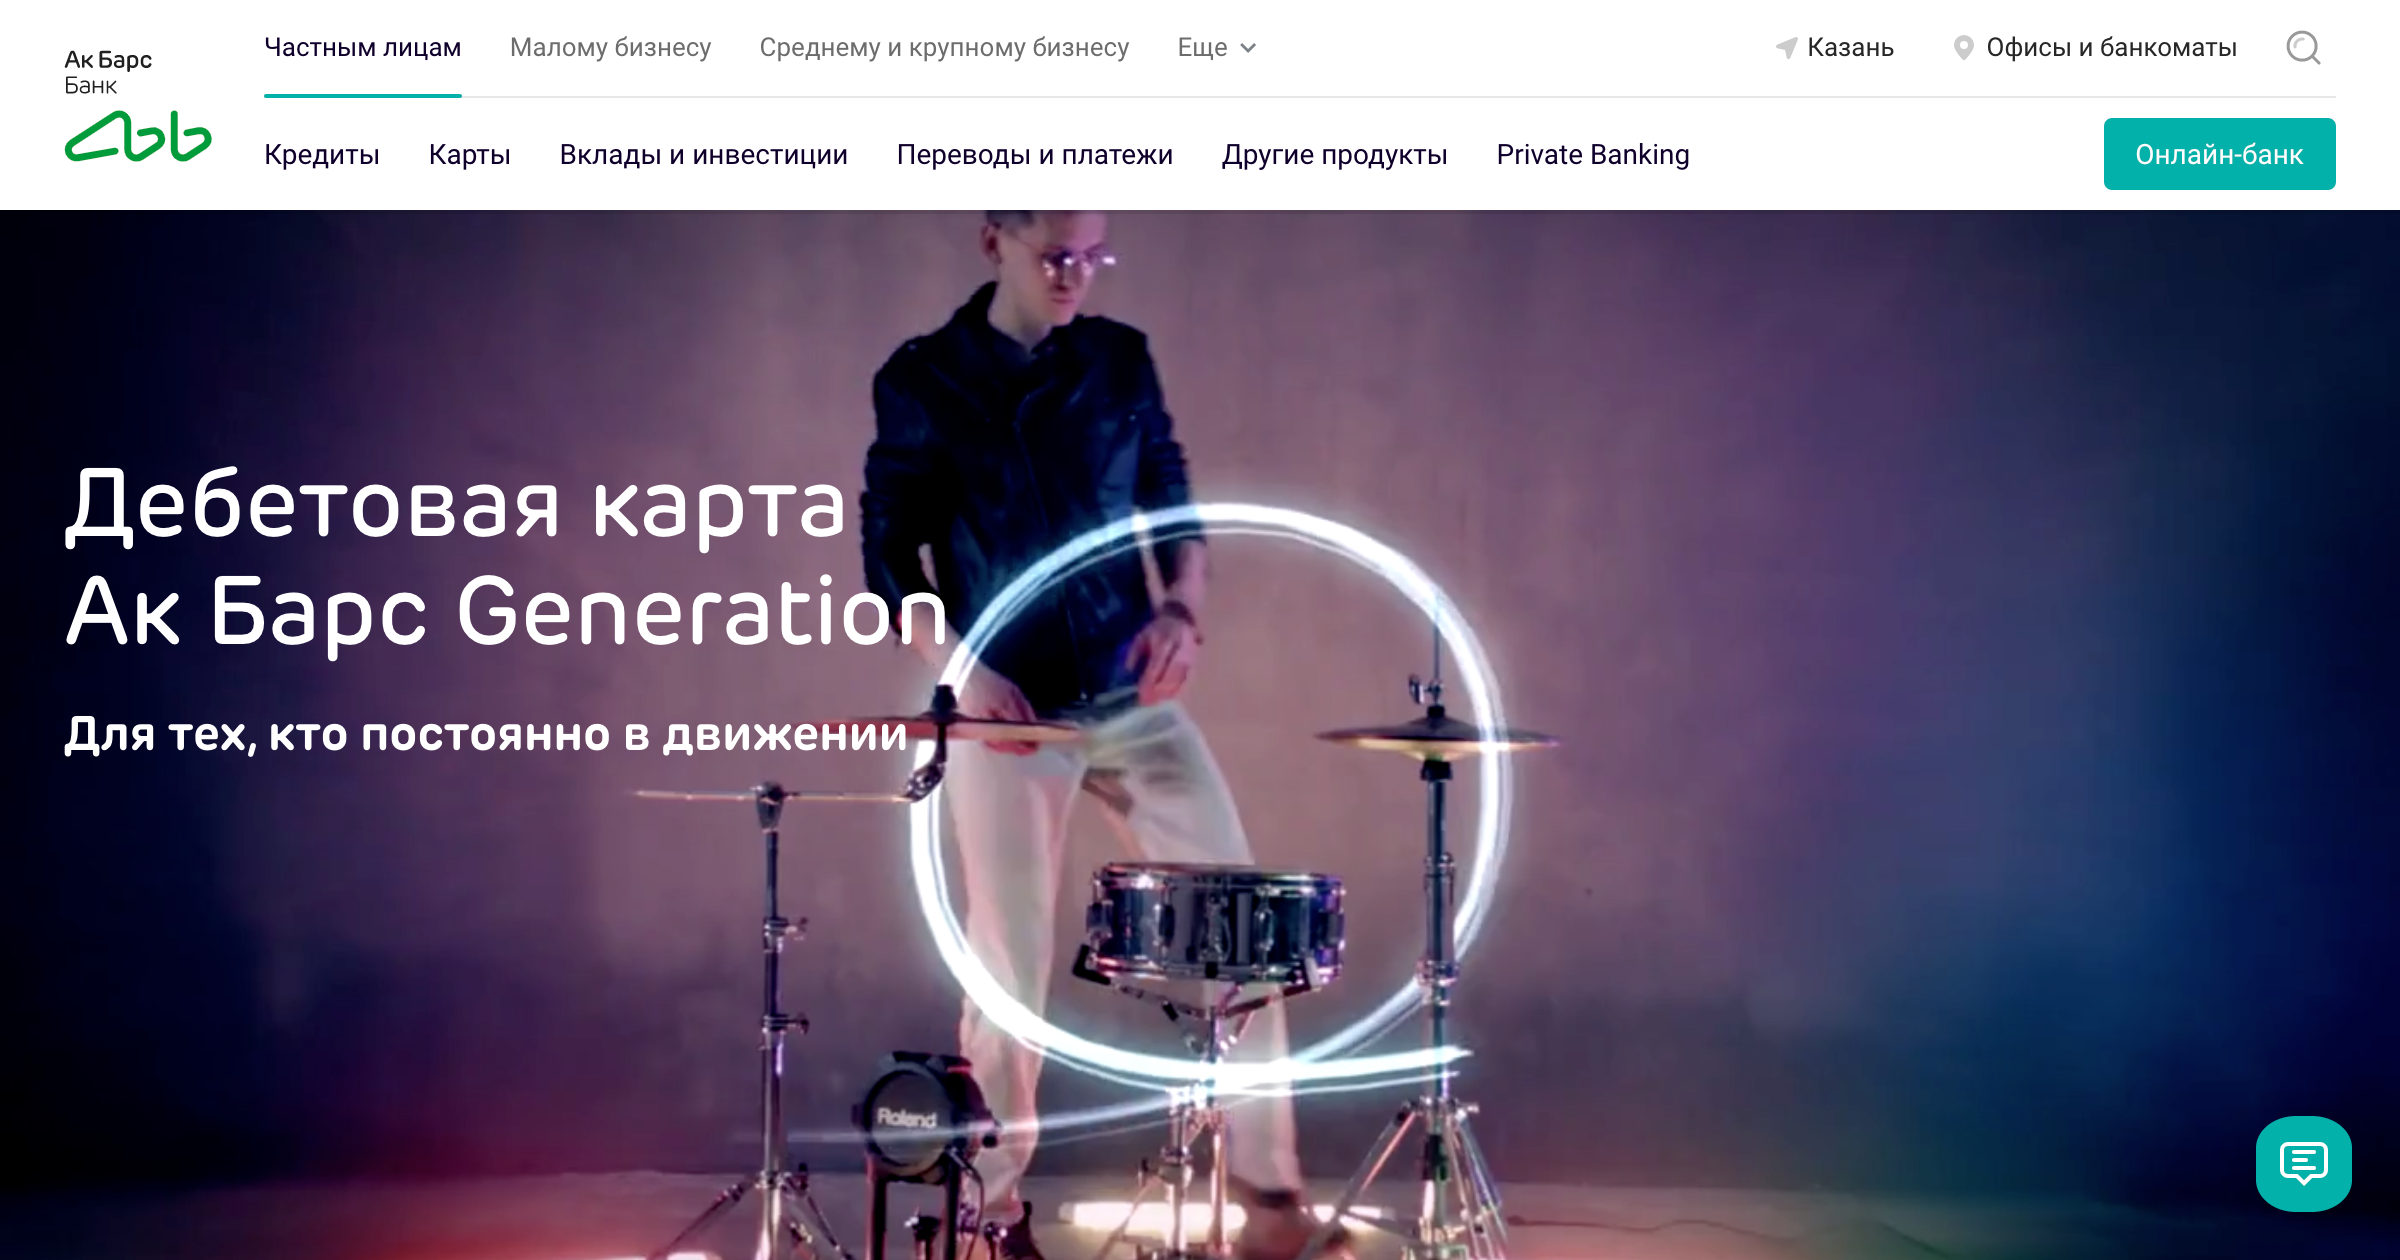 Ак Барс
Банк
Частным лицам
Малому бизнесу
Среднему и крупному бизнесу
Еще
Казань
Офисы и банкоматы
Кредиты
Карты
Вклады и инвестиции
Переводы и платежи
Другие продукты
Private Banking
Онлайн-банк
Дебетовая карта
Ак Барс Generation
Для тех, кто постоянно в движении
Roland